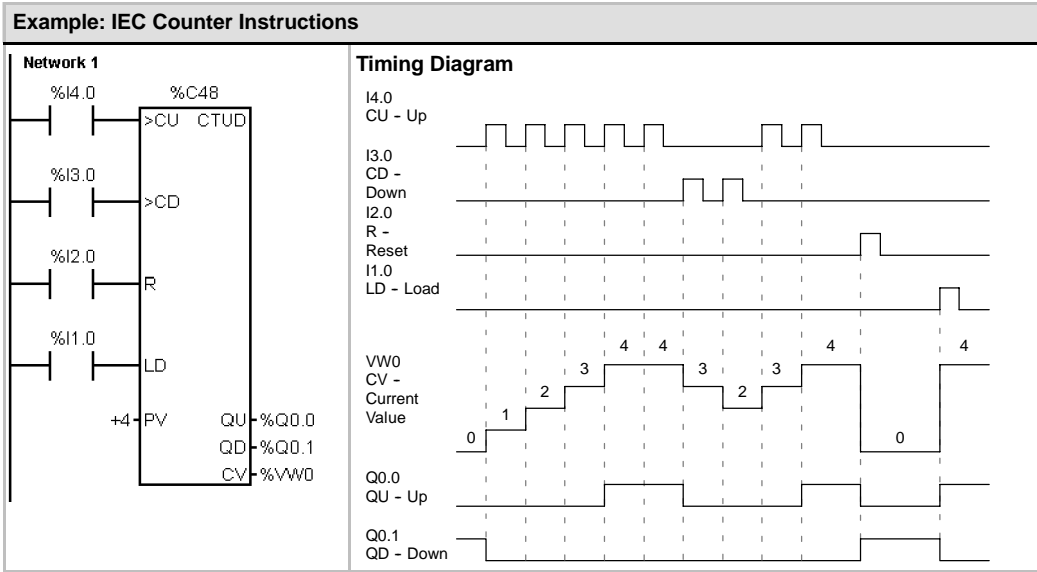 Example: IEC Counter Instructions
Network 1
%I4.0
%C48
>CU CTUD
%I3.0
>CD
%I2.0
R
%I1.0
LD
+4 PV QU %Q0.0
QD %Q0.1
CV %VW0
Timing Diagram
I4.0
CU - Up
I3.0
CD -
Down
I2.0
R -
Reset
I1.0
LD - Load
VW0
CV -
Current
Value
0
1
2
3
4
4
3
2
3
4
0
4
Q0.0
QU - Up
Q0.1
QD - Down